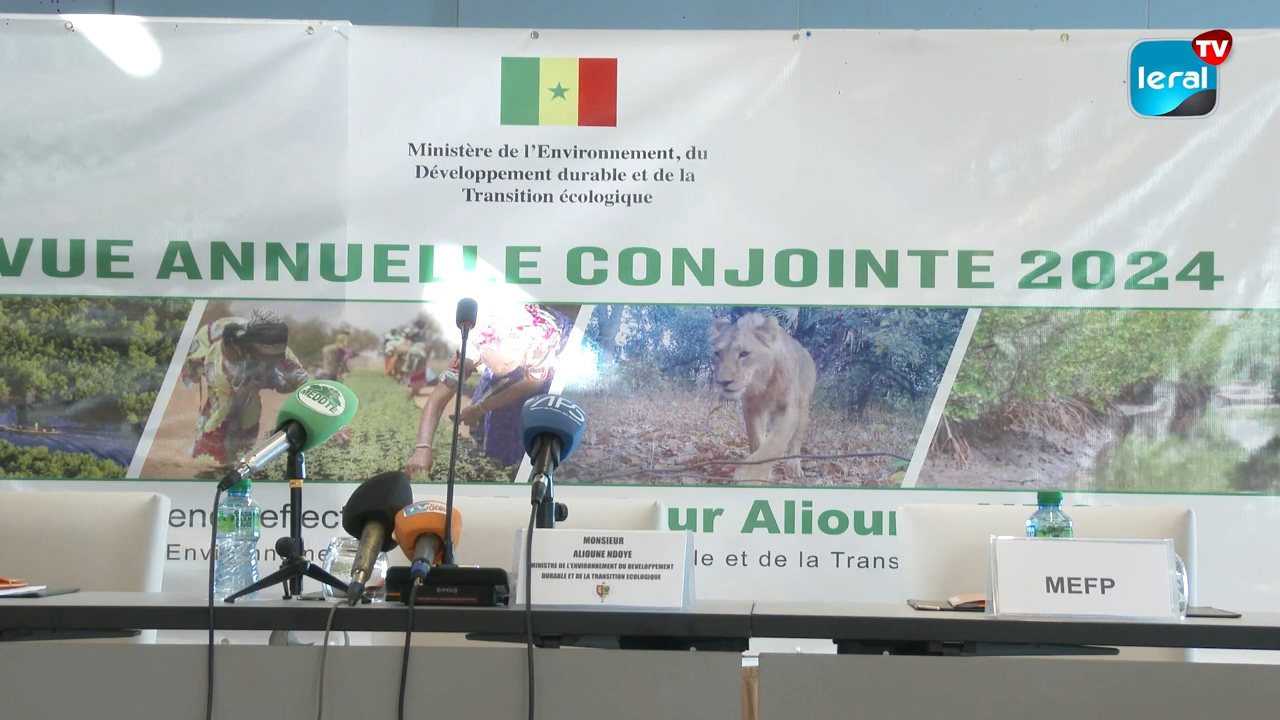 TV
leral
Ministère de l'Environnement, du
Développement durable et de la
Transition écologique
VUE ANNUELLE CONJOINTE 2024
MEDDTE
APS
ur Aliou
Environneme
le et de la Trans
MONSIEUR
ALIOUNE NDOYE
MINISTRE DE L'ENVIRONNEMENT DU DEVELOPPEMENT
DURABLE ET DE LA TRANSITION ECOLOGIQUE
MEFP